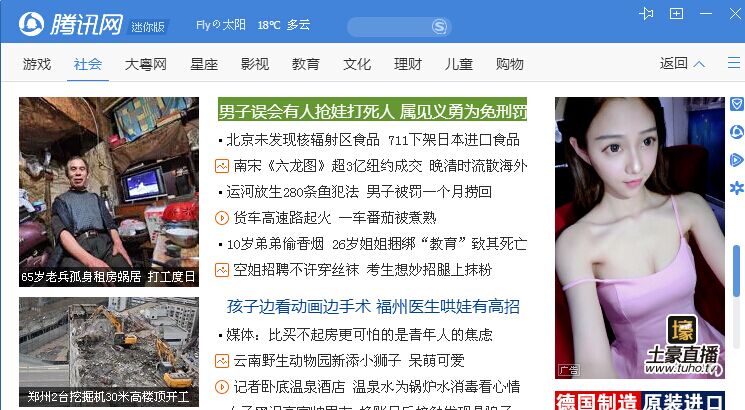 腾讯网 迷你版
Fly の太阳 18℃ 多云
游戏 社会 大粤网 星座 影视 教育 文化 理财 儿童 购物 返回
男子误会有人抢娃打死人 属见义勇为免刑罚
北京未发现核辐射区食品 711下架日本进口食品
南宋《六龙图》超3亿纽约成交 晚清时流散海外
运河放生280条鱼犯法 男子被罚一个月捞回
货车高速路起火 一车番茄被煮熟
10岁弟弟偷香烟 26岁姐姐捆绑“教育”致其死亡
空姐招聘不许穿丝袜 考生想妙招腿上抹粉
65岁老兵孤身租房蜗居 打工度日
孩子边看动画边手术 福州医生哄娃有高招
媒体：比买不起房更可怕的是青年人的焦虑
云南野生动物园新添小狮子 呆萌可爱
记者卧底温泉酒店 温泉水为锅炉水消毒看心情
郑州2台挖掘机30米高楼顶开工
广告
壕
土豪直播
www.tuho.tv
德国制造 原装进口